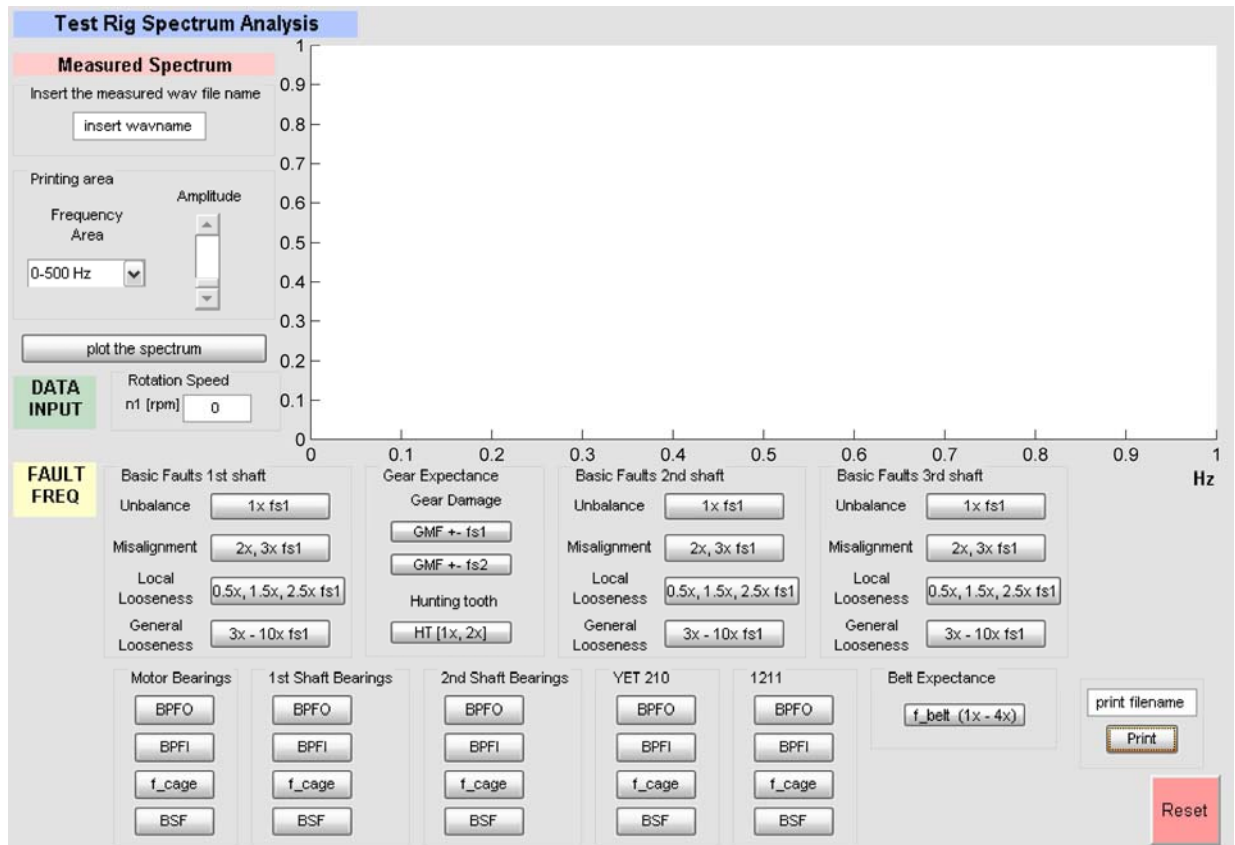 Test Rig Spectrum Analysis
Measured Spectrum
Insert the measured wav file name
insert wavname
Printing area
Amplitude
Frequency
Area
0-500 Hz
plot the spectrum
DATA
INPUT
Rotation Speed
n1 [rpm] 0
1
0.9
0.8
0.7
0.6
0.5
0.4
0.3
0.2
0.1
0
0 0.1 0.2 0.3 0.4 0.5 0.6 0.7 0.8 0.9 1
Hz
FAULT
FREQ
Basic Faults 1st shaft
Unbalance 1x fs1
Misalignment 2x, 3x fs1
Local
Looseness 0.5x, 1.5x, 2.5x fs1
General
Looseness 3x - 10x fs1
Gear Expectance
Gear Damage
GMF +- fs1
GMF +- fs2
Hunting tooth
HT [1x, 2x]
Basic Faults 2nd shaft
Unbalance 1x fs1
Misalignment 2x, 3x fs1
Local
Looseness 0.5x, 1.5x, 2.5x fs1
General
Looseness 3x - 10x fs1
Basic Faults 3rd shaft
Unbalance 1x fs1
Misalignment 2x, 3x fs1
Local
Looseness 0.5x, 1.5x, 2.5x fs1
General
Looseness 3x - 10x fs1
Motor Bearings
BPFO
BPFI
f_cage
BSF
1st Shaft Bearings
BPFO
BPFI
f_cage
BSF
2nd Shaft Bearings
BPFO
BPFI
f_cage
BSF
YET 210
BPFO
BPFI
f_cage
BSF
1211
BPFO
BPFI
f_cage
BSF
Belt Expectance
f_belt (1x - 4x)
print filename
Print
Reset